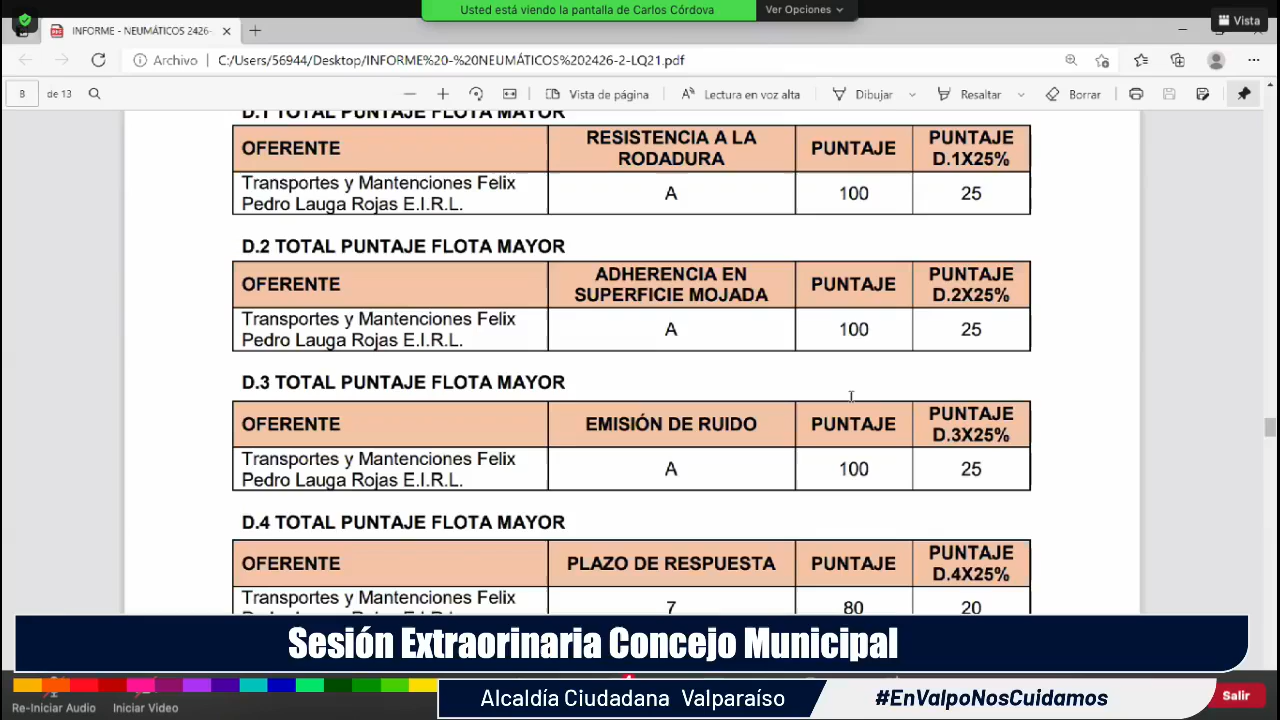 Usted está viendo la pantalla de Carlos Córdova
Ver Opciones
Vista
INFORME - NEUMÁTICOS 2426-
Archivo
C:/Users/56944/Desktop/INFORME%20-%20NEUMÁTICOS%202426-2-LQ21.pdf
8 de 13
Vista de página
Lectura en voz alta
Dibujar
Resaltar
Borrar
D.1 TOTAL PUNTAJE FLOTA MAYOR
OFERENTE
RESISTENCIA A LA RODADURA
PUNTAJE
PUNTAJE D.1X25%
Transportes y Mantenciones Felix
Pedro Lauga Rojas E.I.R.L.
A
100
25
D.2 TOTAL PUNTAJE FLOTA MAYOR
OFERENTE
ADHERENCIA EN SUPERFICIE MOJADA
PUNTAJE
PUNTAJE D.2X25%
Transportes y Mantenciones Felix
Pedro Lauga Rojas E.I.R.L.
A
100
25
D.3 TOTAL PUNTAJE FLOTA MAYOR
OFERENTE
EMISIÓN DE RUIDO
PUNTAJE
PUNTAJE D.3X25%
Transportes y Mantenciones Felix
Pedro Lauga Rojas E.I.R.L.
A
100
25
D.4 TOTAL PUNTAJE FLOTA MAYOR
OFERENTE
PLAZO DE RESPUESTA
PUNTAJE
PUNTAJE D.4X25%
Transportes y Mantenciones Felix
7
80
20
Sesión Extraorinaria Concejo Municipal
Alcaldía Ciudadana Valparaíso
#EnValpoNosCuidamos
Re-Iniciar Audio
Iniciar Video
Salir